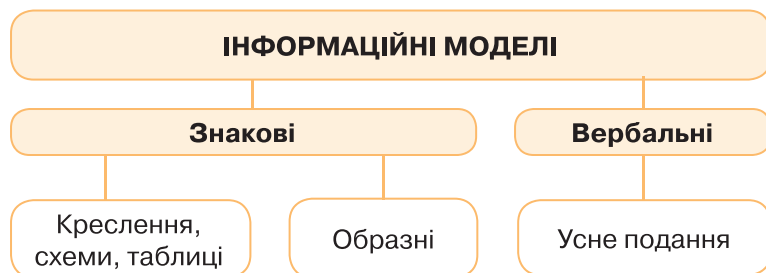 ІНФОРМАЦІЙНІ МОДЕЛІ
Знакові
Вербальні
Креслення,
схеми, таблиці
Образні
Усне подання